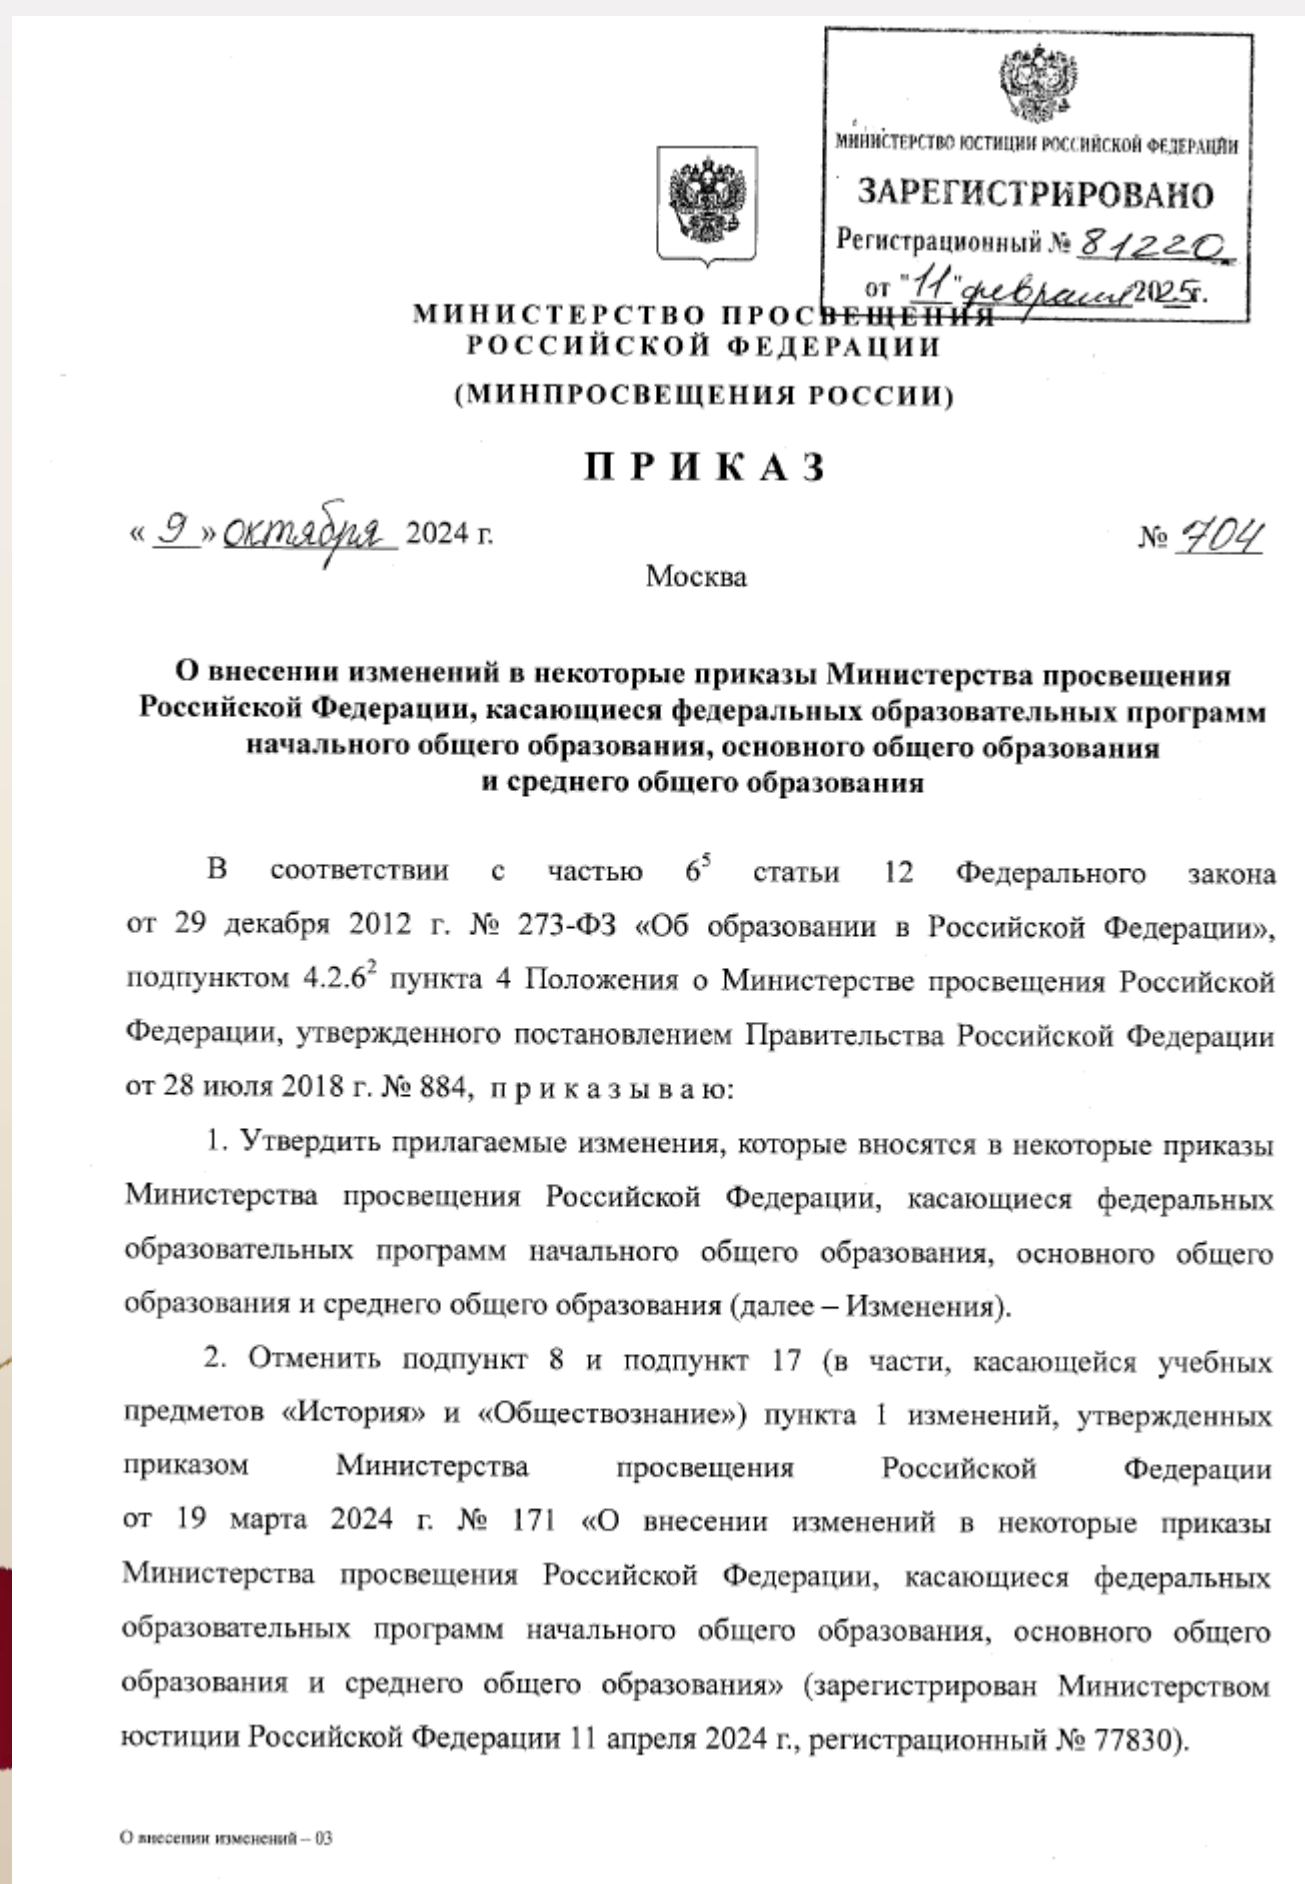 МИНИСТЕРСТВО ЮСТИЦИИ РОССИЙСКОЙ ФЕДЕРАЦИИ
ЗАРЕГИСТРИРОВАНО
Регистрационный № 81220
от "11" февраля 2025г.
МИНИСТЕРСТВО ПРОСВЕЩЕНИЯ
РОССИЙСКОЙ ФЕДЕРАЦИИ
(МИНПРОСВЕЩЕНИЯ РОССИИ)
ПРИКАЗ
« 9 » октября 2024 г.
№ 704
Москва
О внесении изменений в некоторые приказы Министерства просвещения
Российской Федерации, касающиеся федеральных образовательных программ
начального общего образования, основного общего образования
и среднего общего образования
В соответствии с частью 6⁵ статьи 12 Федерального закона
от 29 декабря 2012 г. № 273-ФЗ «Об образовании в Российской Федерации»,
подпунктом 4.2.6² пункта 4 Положения о Министерстве просвещения Российской
Федерации, утвержденного постановлением Правительства Российской Федерации
от 28 июля 2018 г. № 884, п р и к а з ы в а ю:
1. Утвердить прилагаемые изменения, которые вносятся в некоторые приказы
Министерства просвещения Российской Федерации, касающиеся федеральных
образовательных программ начального общего образования, основного общего
образования и среднего общего образования (далее – Изменения).
2. Отменить подпункт 8 и подпункт 17 (в части, касающейся учебных
предметов «История» и «Обществознание») пункта 1 изменений, утвержденных
приказом Министерства просвещения Российской Федерации
от 19 марта 2024 г. № 171 «О внесении изменений в некоторые приказы
Министерства просвещения Российской Федерации, касающиеся федеральных
образовательных программ начального общего образования, основного общего
образования и среднего общего образования» (зарегистрирован Министерством
юстиции Российской Федерации 11 апреля 2024 г., регистрационный № 77830).
О внесении изменений – 03